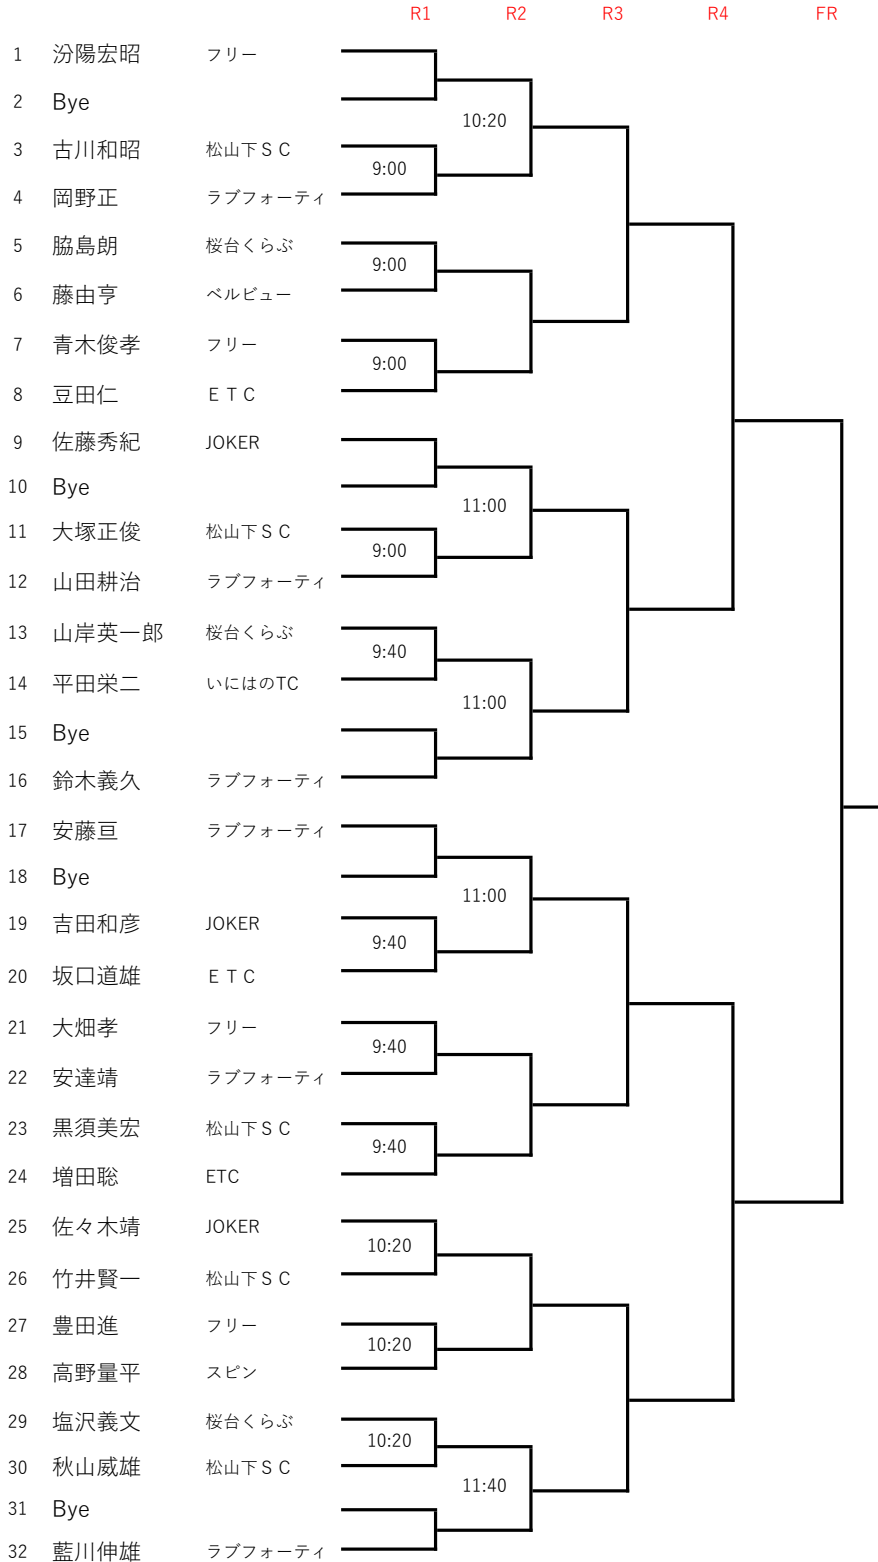 R1 R2 R3 R4 FR
1 汾陽宏昭 フリー
2 Bye
10:20
3 古川和昭 松山下ＳＣ
9:00
4 岡野正 ラブフォーティ
5 脇島朗 桜台くらぶ
9:00
6 藤由亨 ベルビュー
7 青木俊孝 フリー
9:00
8 豆田仁 ＥＴＣ
9 佐藤秀紀 JOKER
10 Bye
11:00
11 大塚正俊 松山下ＳＣ
9:00
12 山田耕治 ラブフォーティ
13 山岸英一郎 桜台くらぶ
9:40
14 平田栄二 いにはのTC
11:00
15 Bye
16 鈴木義久 ラブフォーティ
17 安藤亘 ラブフォーティ
18 Bye
11:00
19 吉田和彦 JOKER
9:40
20 坂口道雄 ＥＴＣ
21 大畑孝 フリー
9:40
22 安達靖 ラブフォーティ
23 黒須美宏 松山下ＳＣ
9:40
24 増田聡 ETC
25 佐々木靖 JOKER
10:20
26 竹井賢一 松山下ＳＣ
27 豊田進 フリー
10:20
28 高野量平 スピン
29 塩沢義文 桜台くらぶ
10:20
30 秋山威雄 松山下ＳＣ
11:40
31 Bye
32 藍川伸雄 ラブフォーティ